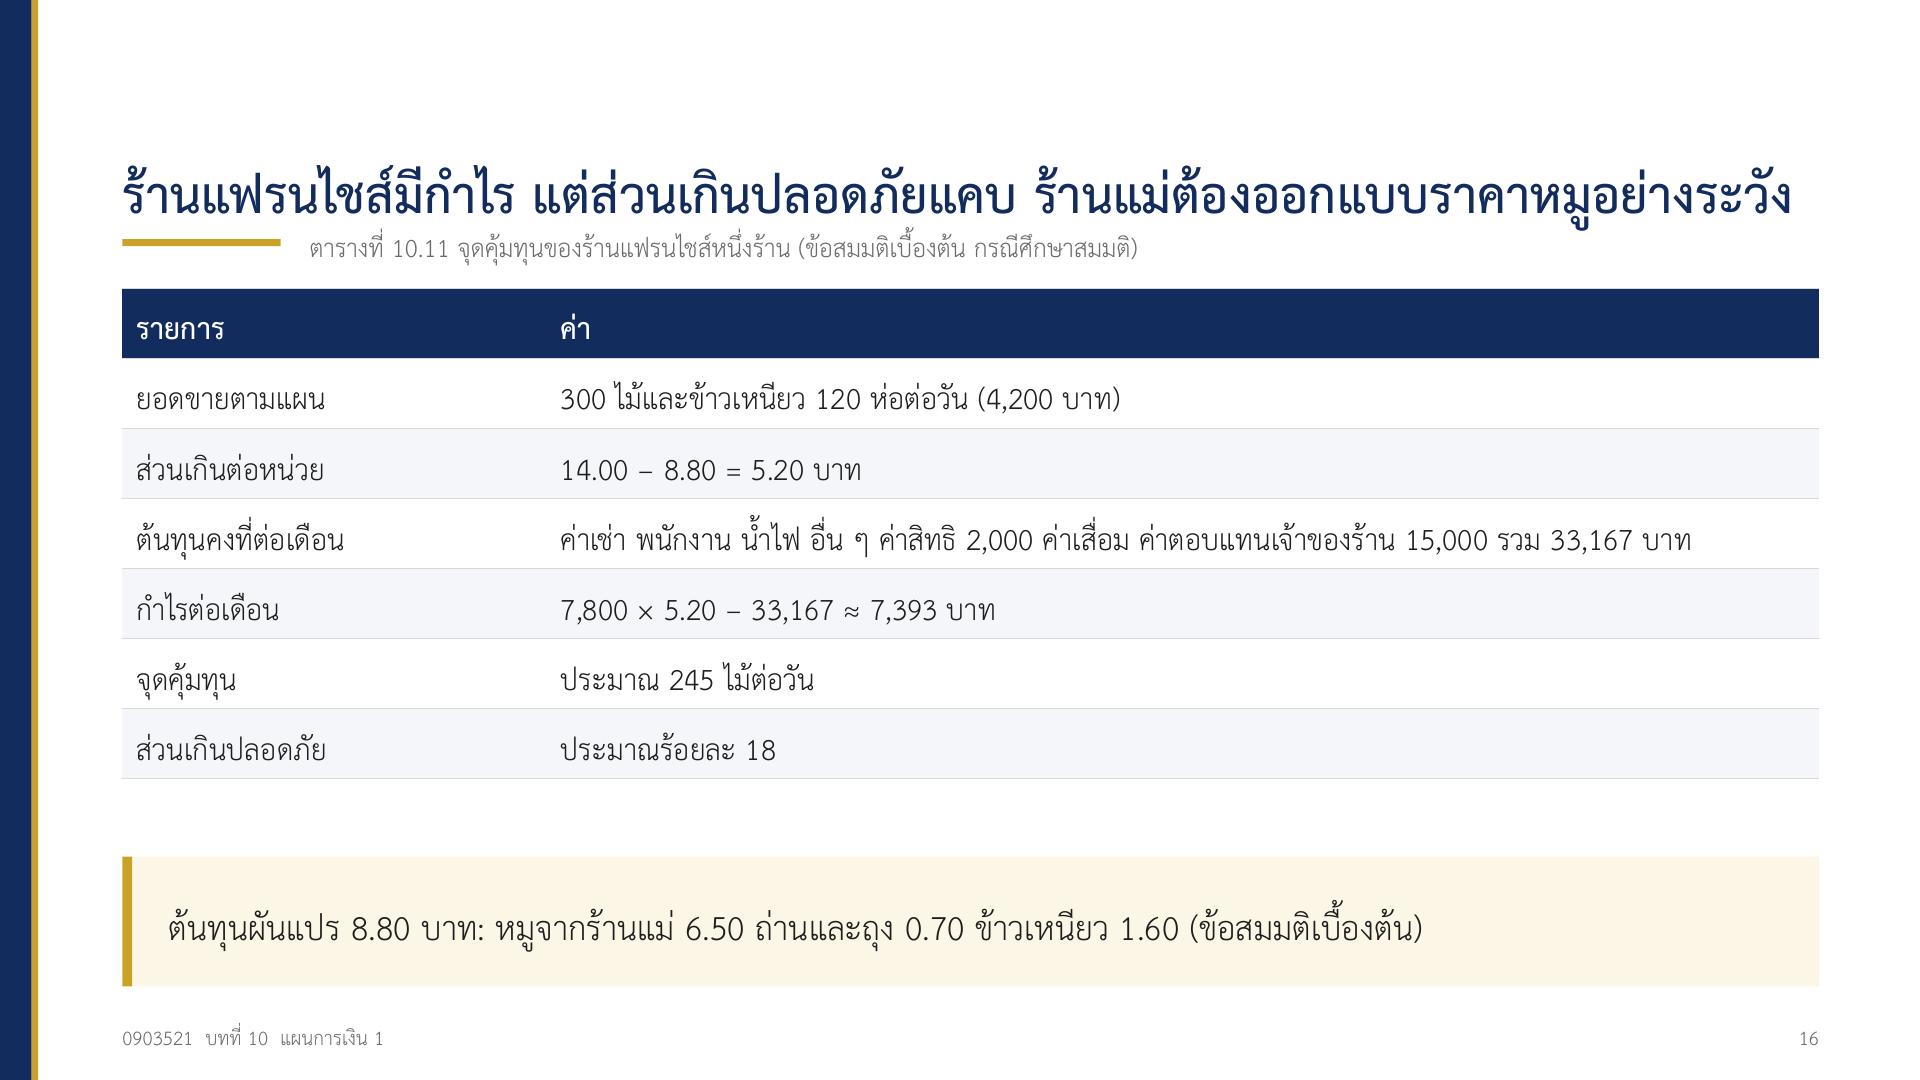 ร้านแฟรนไชส์มีกำไร แต่ส่วนเกินปลอดภัยแคบ ร้านแม่ต้องออกแบบราคาหมูอย่างระวัง
ตารางที่ 10.11 จุดคุ้มทุนของร้านแฟรนไชส์หนึ่งร้าน (ข้อสมมติเบื้องต้น กรณีศึกษาสมมติ)
รายการ ค่า
ยอดขายตามแผน 300 ไม้และข้าวเหนียว 120 ห่อต่อวัน (4,200 บาท)
ส่วนเกินต่อหน่วย 14.00 – 8.80 = 5.20 บาท
ต้นทุนคงที่ต่อเดือน ค่าเช่า พนักงาน น้ำไฟ อื่น ๆ ค่าสิทธิ 2,000 ค่าเสื่อม ค่าตอบแทนเจ้าของร้าน 15,000 รวม 33,167 บาท
กำไรต่อเดือน 7,800 × 5.20 – 33,167 ≈ 7,393 บาท
จุดคุ้มทุน ประมาณ 245 ไม้ต่อวัน
ส่วนเกินปลอดภัย ประมาณร้อยละ 18
ต้นทุนผันแปร 8.80 บาท: หมูจากร้านแม่ 6.50 ถ่านและถุง 0.70 ข้าวเหนียว 1.60 (ข้อสมมติเบื้องต้น)
0903521 บทที่ 10 แผนการเงิน 1 16